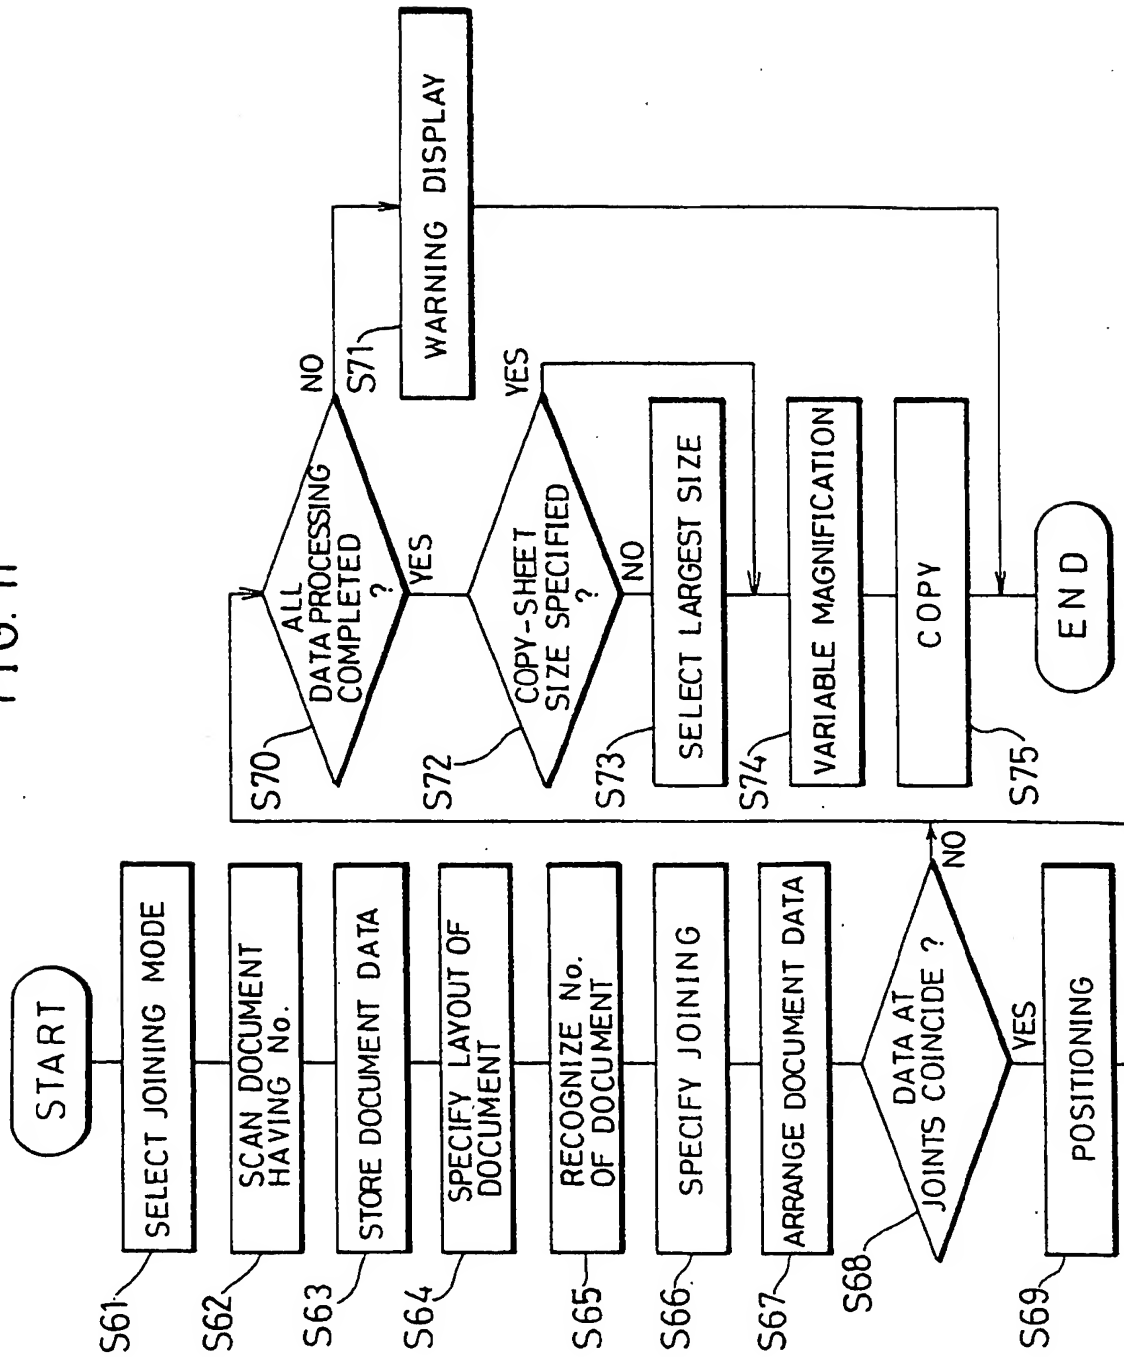 FIG. 11
START
S61
SELECT JOINING MODE
S62
SCAN DOCUMENT
HAVING No.
S63
STORE DOCUMENT DATA
S64
SPECIFY LAYOUT OF
DOCUMENT
S65
RECOGNIZE No.
OF DOCUMENT
S66
SPECIFY JOINING
S67
ARRANGE DOCUMENT DATA
S68
DATA AT
JOINTS COINCIDE ?
NO
YES
S69
POSITIONING
S70
ALL
DATA PROCESSING
COMPLETED
?
NO
YES
S71
WARNING DISPLAY
S72
COPY-SHEET
SIZE SPECIFIED
?
YES
NO
S73
SELECT LARGEST SIZE
S74
VARIABLE MAGNIFICATION
S75
COPY
END